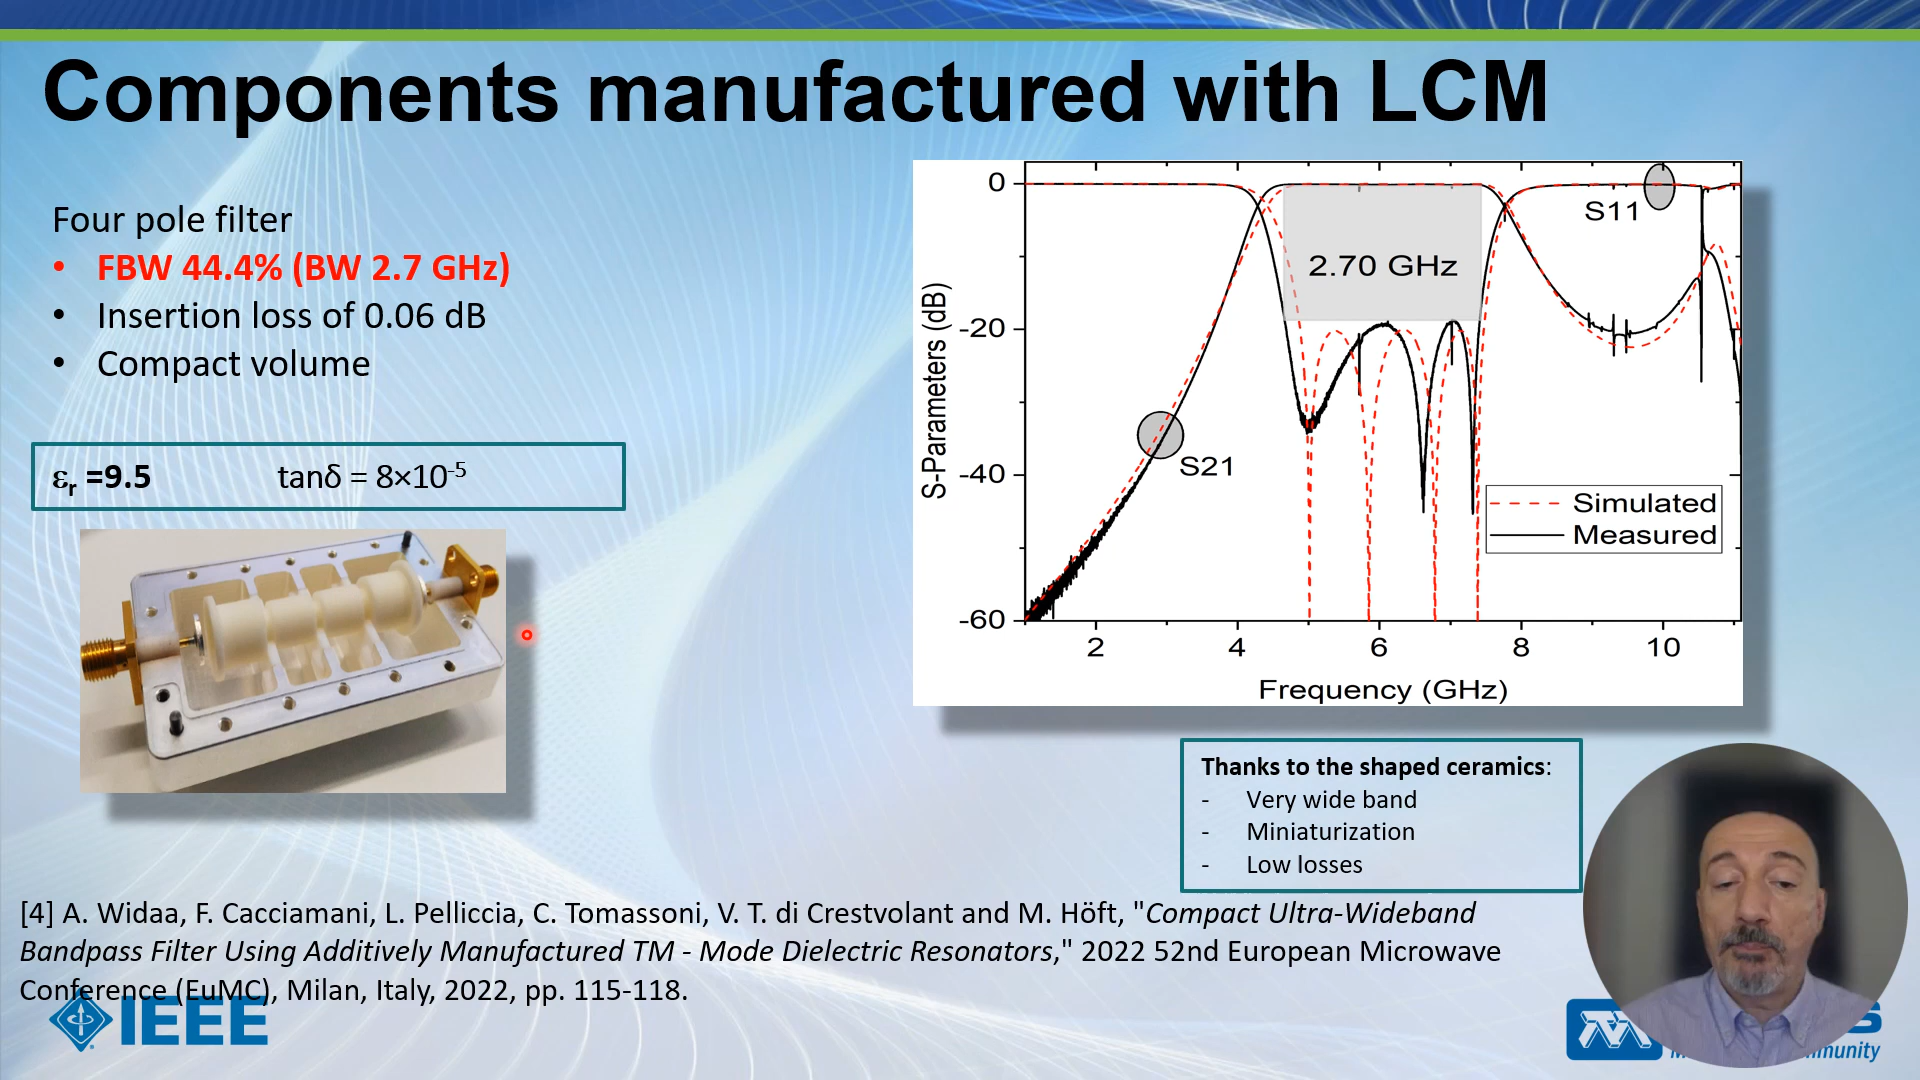 Components manufactured with LCM
Four pole filter
• FBW 44.4% (BW 2.7 GHz)
• Insertion loss of 0.06 dB
• Compact volume
εr =9.5 tanδ = 8×10-5
0
-20
-40
-60
2 4 6 8 10
S-Parameters (dB)
Frequency (GHz)
2.70 GHz
S11
S21
Simulated
Measured
Thanks to the shaped ceramics:
- Very wide band
- Miniaturization
- Low losses
[4] A. Widaa, F. Cacciamani, L. Pelliccia, C. Tomassoni, V. T. di Crestvolant and M. Höft, "Compact Ultra-Wideband
Bandpass Filter Using Additively Manufactured TM - Mode Dielectric Resonators," 2022 52nd European Microwave
Conference (EuMC), Milan, Italy, 2022, pp. 115-118.
IEEE